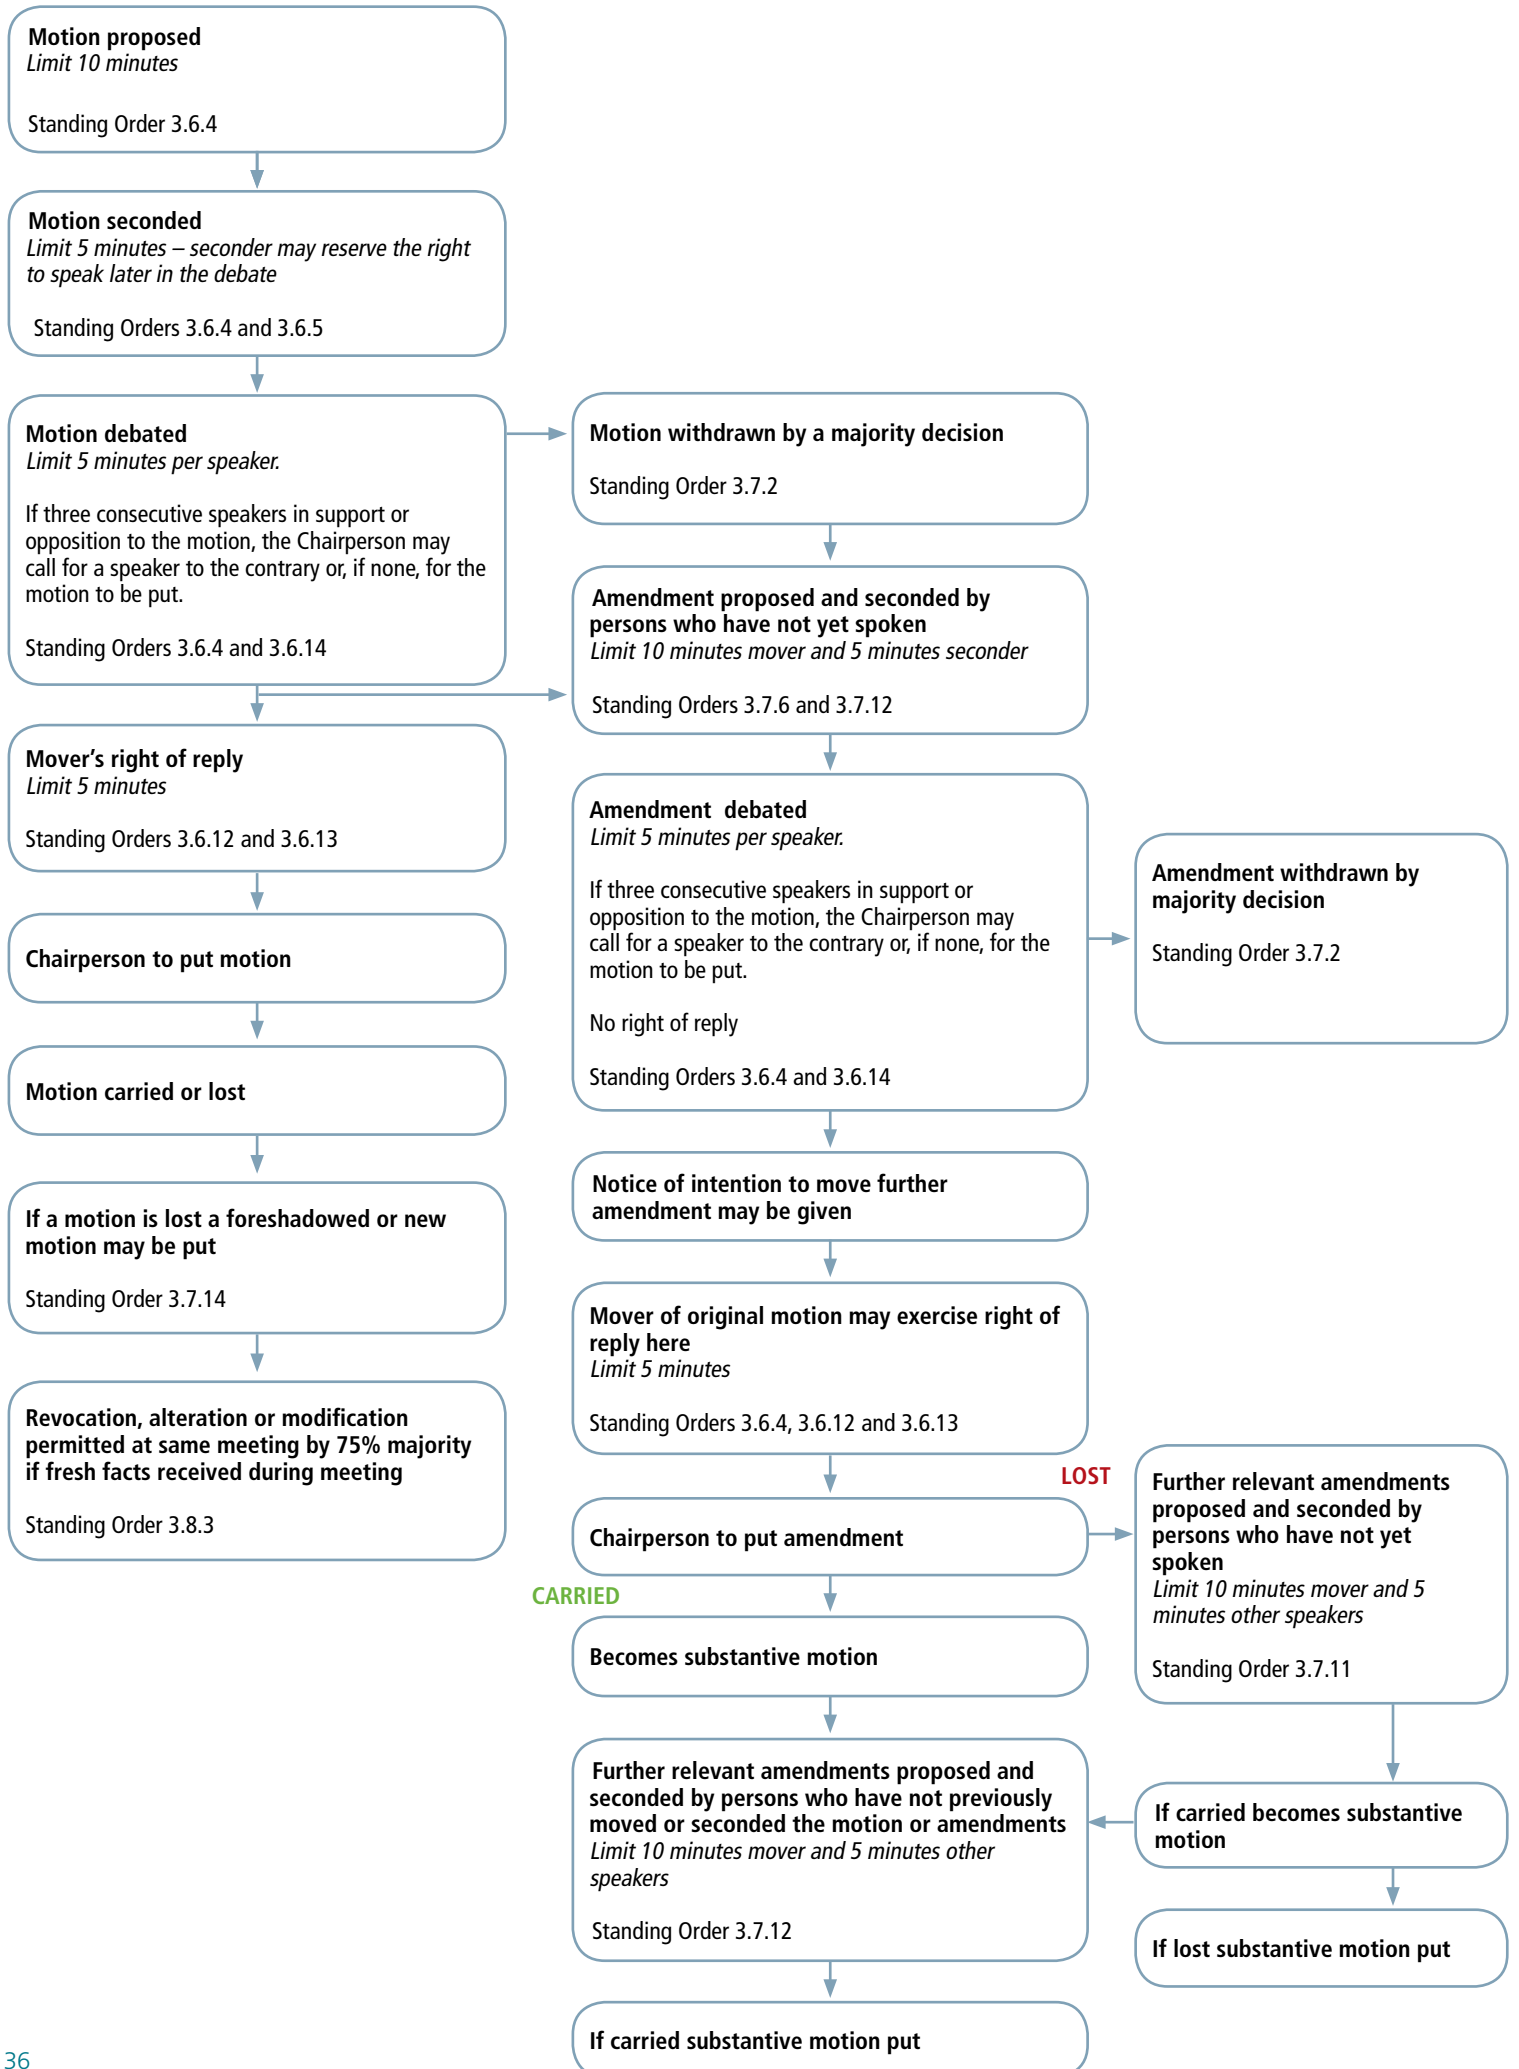 Motion proposed
Limit 10 minutes
Standing Order 3.6.4
Motion seconded
Limit 5 minutes – seconder may reserve the right
to speak later in the debate
Standing Orders 3.6.4 and 3.6.5
Motion debated
Limit 5 minutes per speaker.
If three consecutive speakers in support or
opposition to the motion, the Chairperson may
call for a speaker to the contrary or, if none, for the
motion to be put.
Standing Orders 3.6.4 and 3.6.14
Mover's right of reply
Limit 5 minutes
Standing Orders 3.6.12 and 3.6.13
Chairperson to put motion
Motion carried or lost
If a motion is lost a foreshadowed or new
motion may be put
Standing Order 3.7.14
Revocation, alteration or modification
permitted at same meeting by 75% majority
if fresh facts received during meeting
Standing Order 3.8.3
Motion withdrawn by a majority decision
Standing Order 3.7.2
Amendment proposed and seconded by
persons who have not yet spoken
Limit 10 minutes mover and 5 minutes seconder
Standing Orders 3.7.6 and 3.7.12
Amendment debated
Limit 5 minutes per speaker.
If three consecutive speakers in support or
opposition to the motion, the Chairperson may
call for a speaker to the contrary or, if none, for the
motion to be put.
No right of reply
Standing Orders 3.6.4 and 3.6.14
Amendment withdrawn by
majority decision
Standing Order 3.7.2
Notice of intention to move further
amendment may be given
Mover of original motion may exercise right of
reply here
Limit 5 minutes
Standing Orders 3.6.4, 3.6.12 and 3.6.13
Chairperson to put amendment
LOST
Further relevant amendments
proposed and seconded by
persons who have not yet
spoken
Limit 10 minutes mover and 5
minutes other speakers
Standing Order 3.7.11
CARRIED
Becomes substantive motion
Further relevant amendments proposed and
seconded by persons who have not previously
moved or seconded the motion or amendments
Limit 10 minutes mover and 5 minutes other
speakers
Standing Order 3.7.12
If carried becomes substantive
motion
If lost substantive motion put
If carried substantive motion put
36